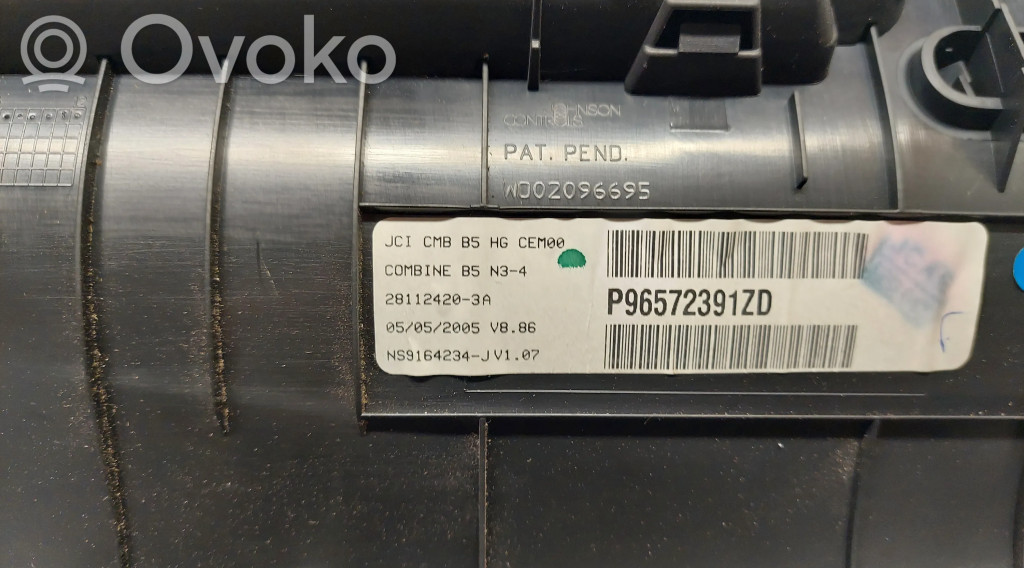 Ovoko
JOHNSON
CONTROLS
PAT. PEND.
W002096695
JCI CMB B5 HG CEM00
COMBINE B5 N3-4
28112420-3A
05/05/2005 V8.86
NS9164234-J V1.07
P96572391ZD